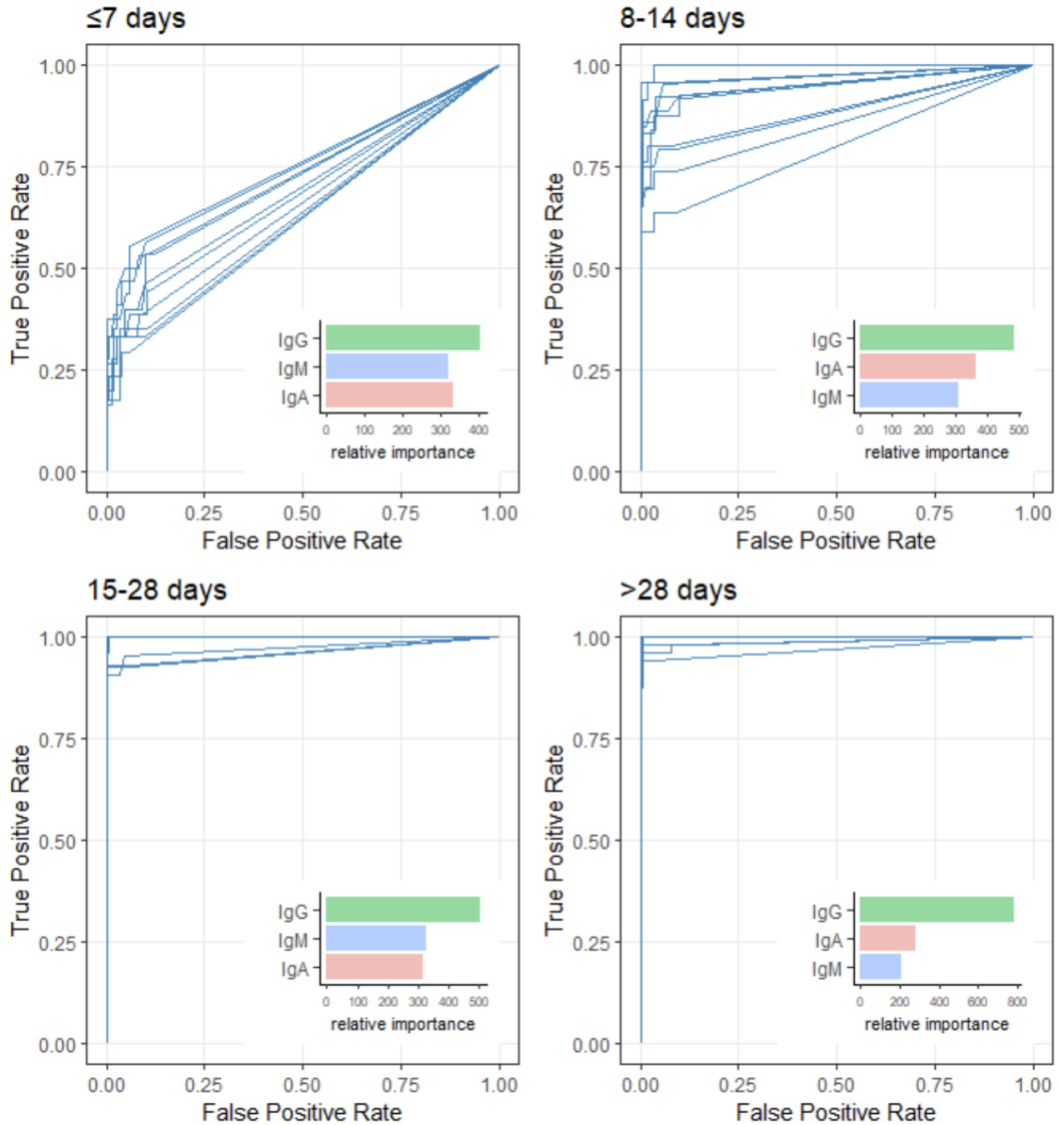 ≤7 days
1.00
0.75
0.50
0.25
0.00
True Positive Rate
0.00 0.25 0.50 0.75 1.00
False Positive Rate
IgG
IgM
IgA
0 100 200 300 400
relative importance
8-14 days
1.00
0.75
0.50
0.25
0.00
True Positive Rate
0.00 0.25 0.50 0.75 1.00
False Positive Rate
IgG
IgA
IgM
0 100 200 300 400 500
relative importance
15-28 days
1.00
0.75
0.50
0.25
0.00
True Positive Rate
0.00 0.25 0.50 0.75 1.00
False Positive Rate
IgG
IgM
IgA
0 100 200 300 400 500
relative importance
>28 days
1.00
0.75
0.50
0.25
0.00
True Positive Rate
0.00 0.25 0.50 0.75 1.00
False Positive Rate
IgG
IgA
IgM
0 200 400 600 800
relative importance